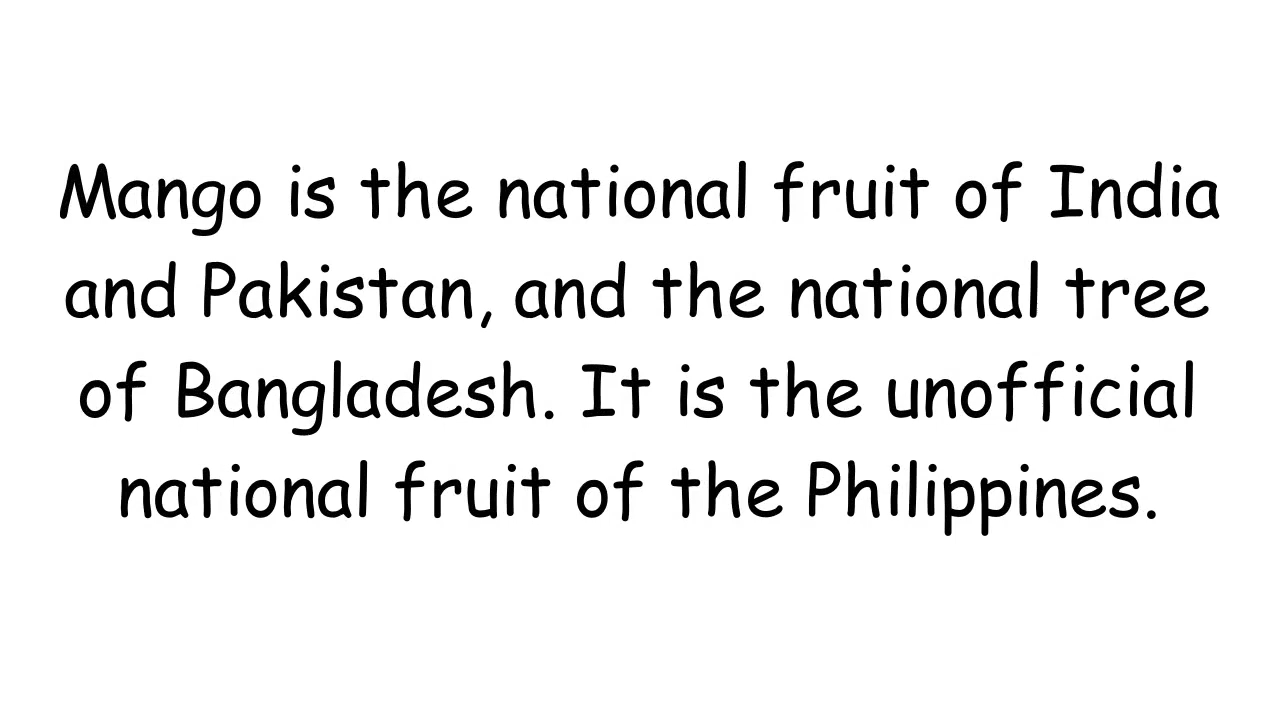 Mango is the national fruit of India
and Pakistan, and the national tree
of Bangladesh. It is the unofficial
national fruit of the Philippines.